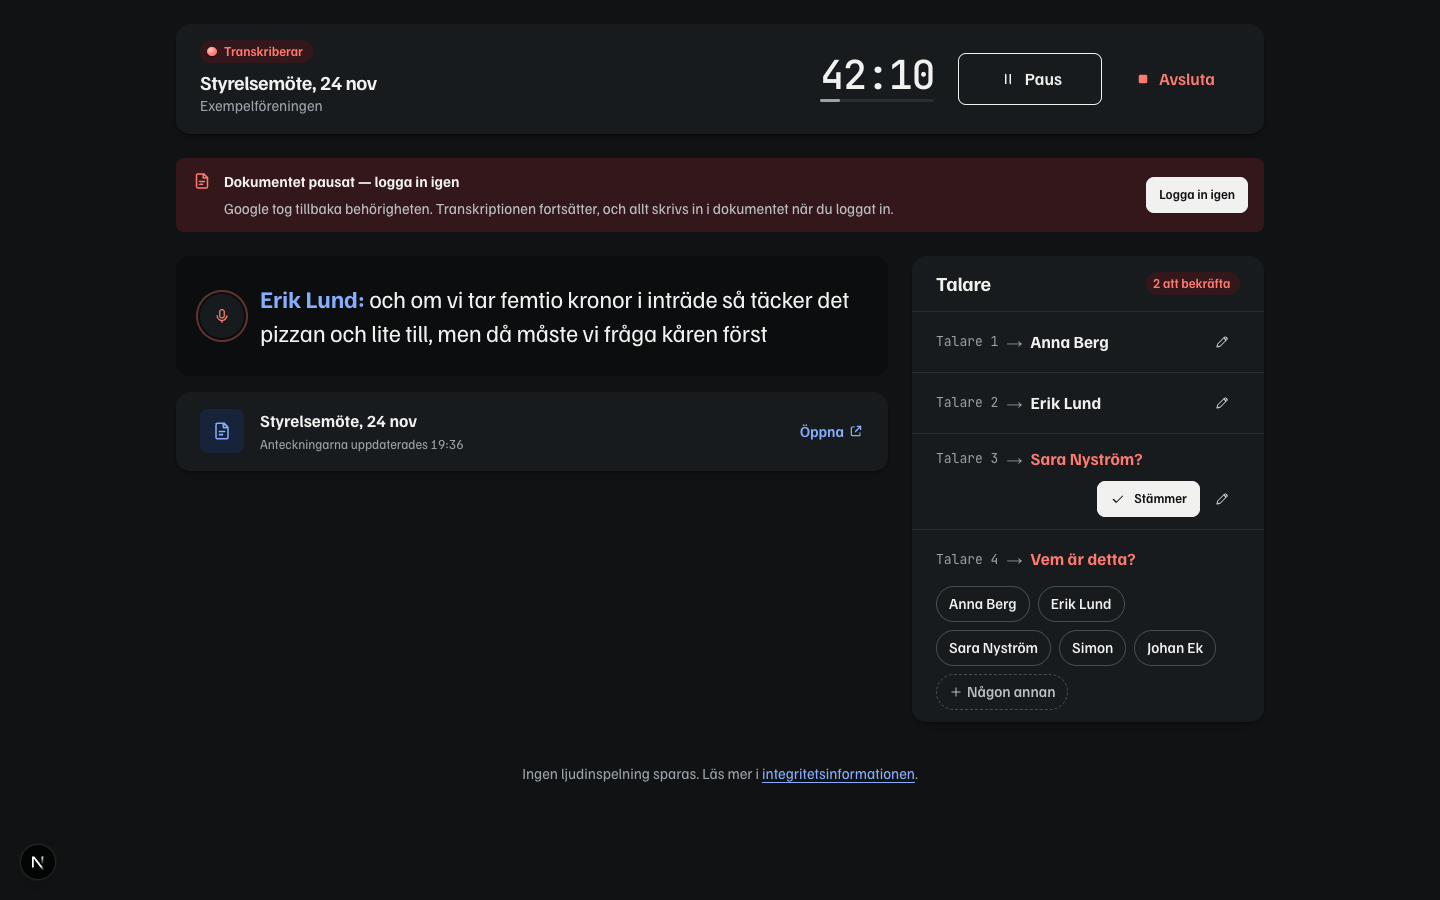 Transkriberar
Styrelsemöte, 24 nov
Exempelföreningen
42:10
Paus
Avsluta
Dokumentet pausat — logga in igen
Google tog tillbaka behörigheten. Transkriptionen fortsätter, och allt skrivs in i dokumentet när du loggat in.
Logga in igen
Erik Lund: och om vi tar femtio kronor i inträde så täcker det
pizzan och lite till, men då måste vi fråga kåren först
Styrelsemöte, 24 nov
Anteckningarna uppdaterades 19:36
Öppna
Talare
2 att bekräfta
Talare 1 → Anna Berg
Talare 2 → Erik Lund
Talare 3 → Sara Nyström?
Stämmer
Talare 4 → Vem är detta?
Anna Berg
Erik Lund
Sara Nyström
Simon
Johan Ek
+ Någon annan
Ingen ljudinspelning sparas. Läs mer i integritetsinformationen.
N